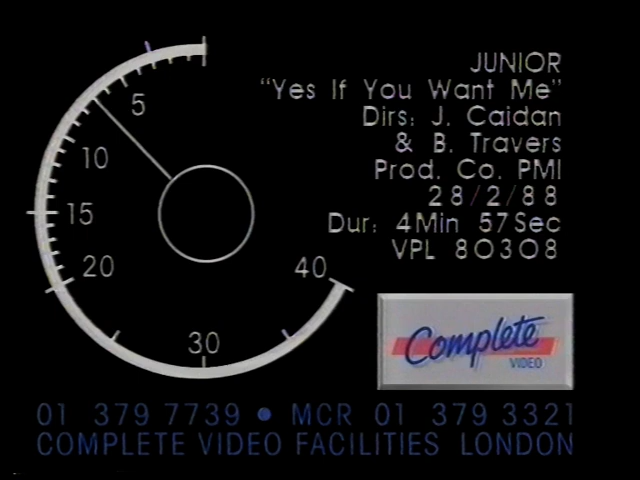 JUNIOR
“Yes If You Want Me”
Dirs: J. Caidan
& B. Travers
Prod. Co. PMI
28/2/88
Dur: 4Min 57Sec
VPL 80308
5
10
15
20
30
40
Complete
VIDEO
01 379 7739 • MCR 01 379 3321
COMPLETE VIDEO FACILITIES LONDON